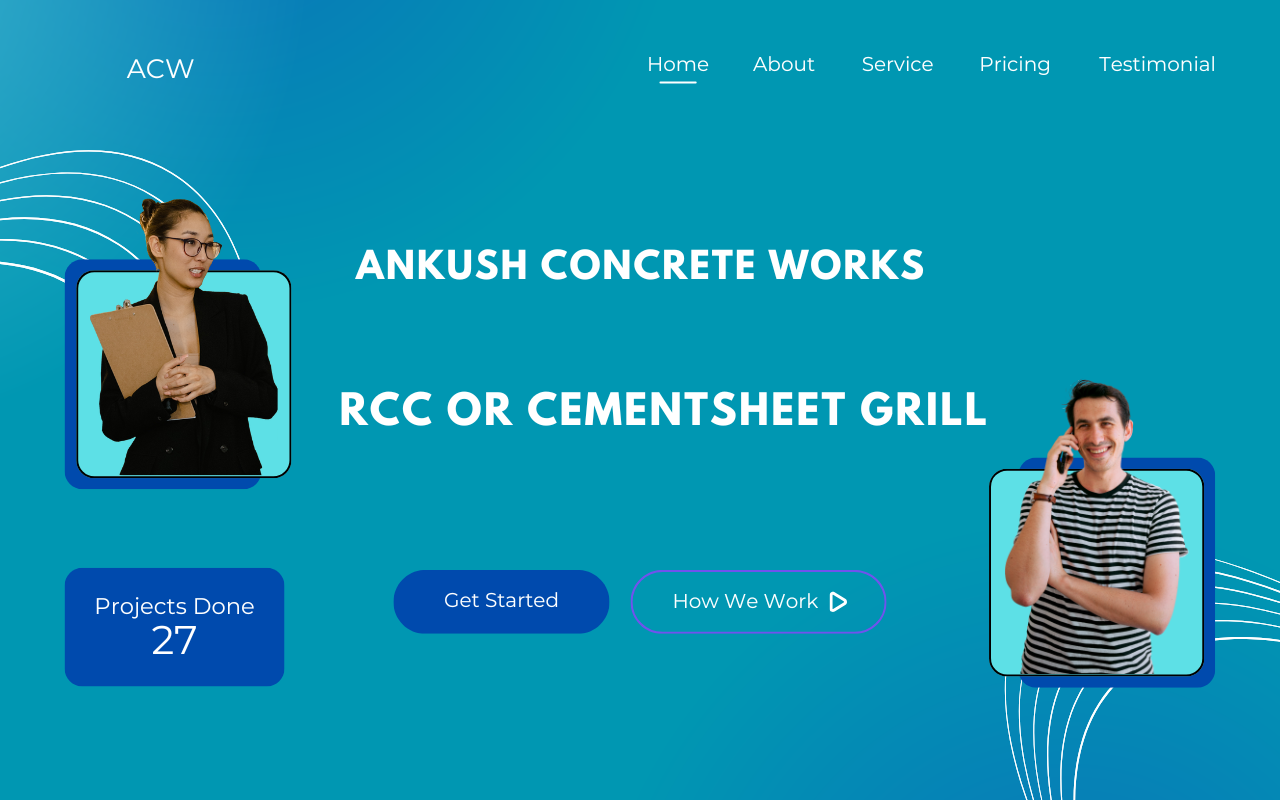 ACW
Home About Service Pricing Testimonial
ANKUSH CONCRETE WORKS
RCC OR CEMENTSHEET GRILL
Projects Done
27
Get Started
How We Work